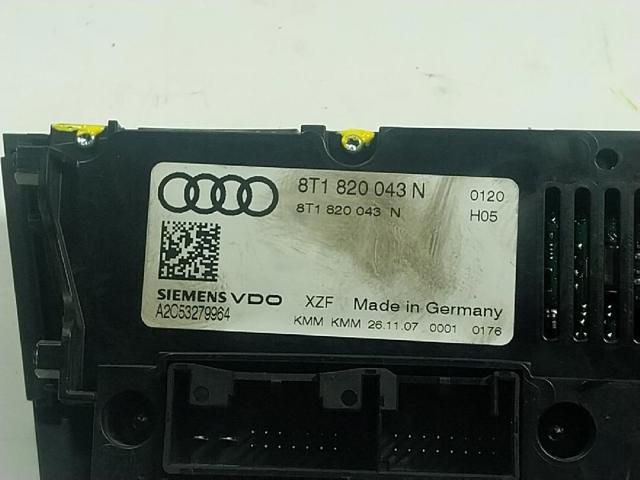 8T1 820 043 N 0120
8T1 820 043 N H05
SIEMENS VDO XZF Made in Germany
A2C53279964 KMM KMM 26.11.07 0001 0176